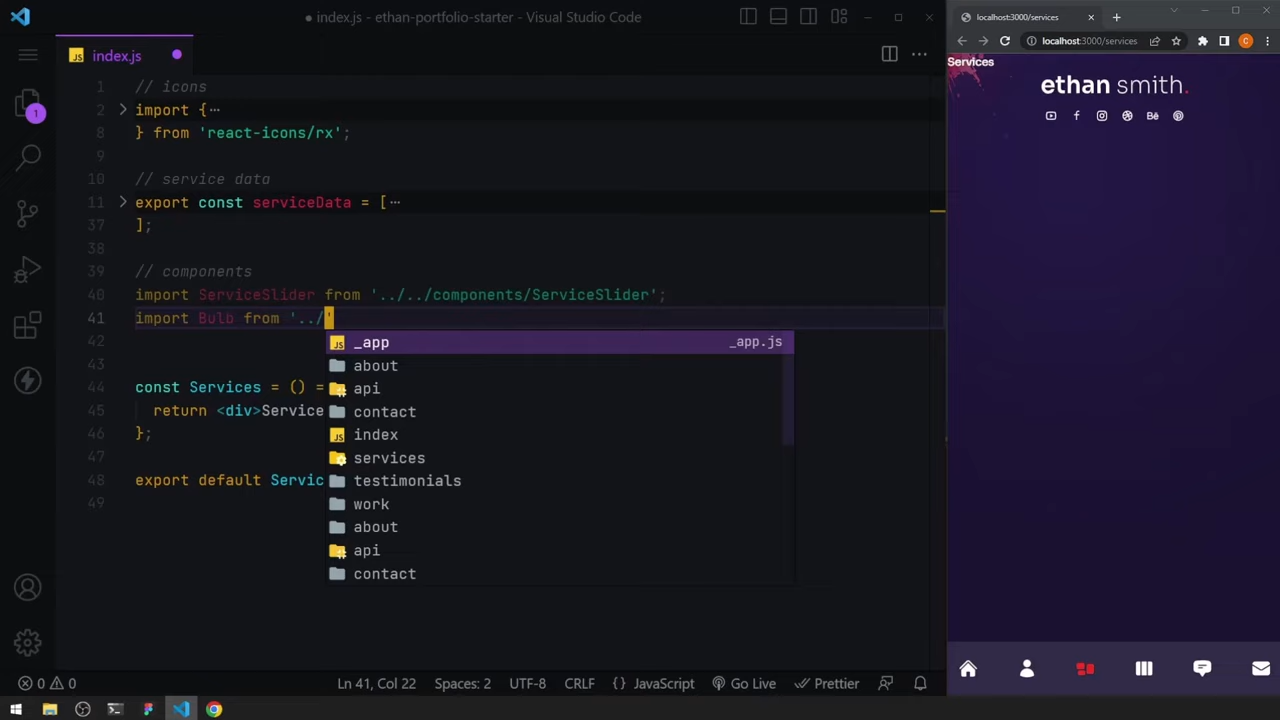 ● index.js - ethan-portfolio-starter - Visual Studio Code
index.js
1 // icons
2 import {···
8 } from 'react-icons/rx';
9
10 // service data
11 export const serviceData = [···
37 ];
38
39 // components
40 import ServiceSlider from '../../components/ServiceSlider';
41 import Bulb from '../'
42
43
44 const Services = () =
45 return <div>Service
46 };
47
48 export default Servic
49
_app _app.js
about
api
contact
index
services
testimonials
work
about
api
contact
1
0 0
Ln 41, Col 22
Spaces: 2
UTF-8
CRLF
{} JavaScript
Go Live
Prettier
localhost:3000/services
localhost:3000/services
C
Services
ethan smith.
Bē